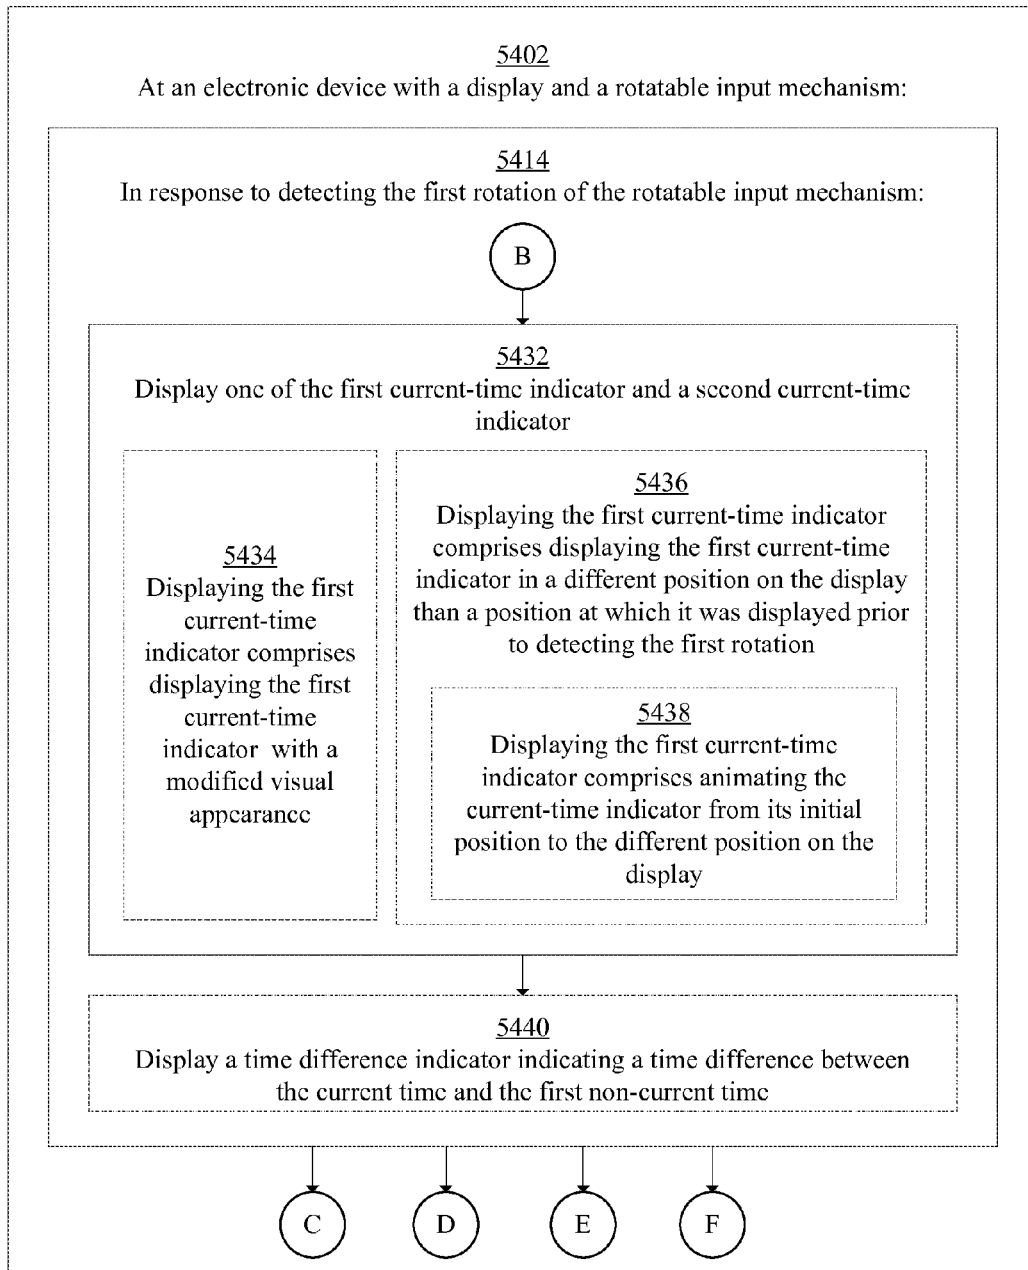 5402
At an electronic device with a display and a rotatable input mechanism:
5414
In response to detecting the first rotation of the rotatable input mechanism:
B
5432
Display one of the first current-time indicator and a second current-time
indicator
5434
Displaying the first
current-time
indicator comprises
displaying the first
current-time
indicator with a
modified visual
appearance
5436
Displaying the first current-time indicator
comprises displaying the first current-time
indicator in a different position on the display
than a position at which it was displayed prior
to detecting the first rotation
5438
Displaying the first current-time
indicator comprises animating the
current-time indicator from its initial
position to the different position on the
display
5440
Display a time difference indicator indicating a time difference between
the current time and the first non-current time
C
D
E
F